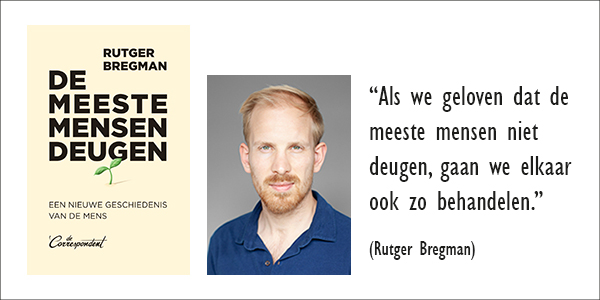 RUTGER
BREGMAN
DE
MEESTE
MENSEN
DEUGEN
EEN NIEUWE GESCHIEDENIS
VAN DE MENS
de
Correspondent
“Als we geloven dat de
meeste mensen niet
deugen, gaan we elkaar
ook zo behandelen.”
(Rutger Bregman)